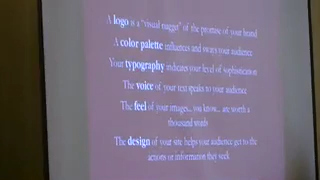 A logo is a "visual nugget" of the promise of your brand
A color palette influences and sways your audience
Your typography indicates your level of sophistication
The voice of your text speaks to your audience
The feel of your images... you know... are worth a
thousand words
The design of your site helps your audience get to the
actions or information they seek